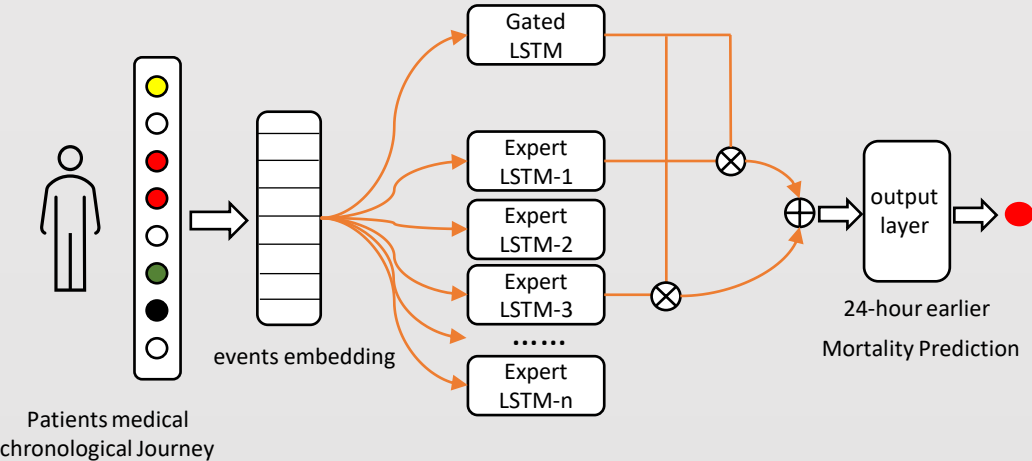 Patients medical
chronological Journey
events embedding
Gated
LSTM
Expert
LSTM-1
Expert
LSTM-2
Expert
LSTM-3
......
Expert
LSTM-n
output
layer
24-hour earlier
Mortality Prediction